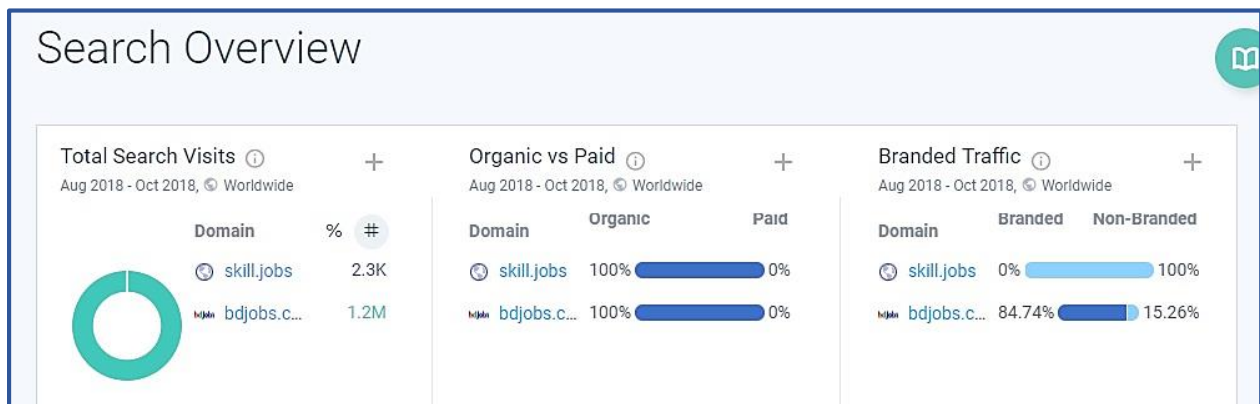 Search Overview
Total Search Visits
Aug 2018 - Oct 2018, Worldwide
Domain % #
skill.jobs 2.3K
bdjobs.c... 1.2M
Organic vs Paid
Aug 2018 - Oct 2018, Worldwide
Domain Organic Paid
skill.jobs 100% 0%
bdjobs.c... 100% 0%
Branded Traffic
Aug 2018 - Oct 2018, Worldwide
Domain Branded Non-Branded
skill.jobs 0% 100%
bdjobs.c... 84.74% 15.26%